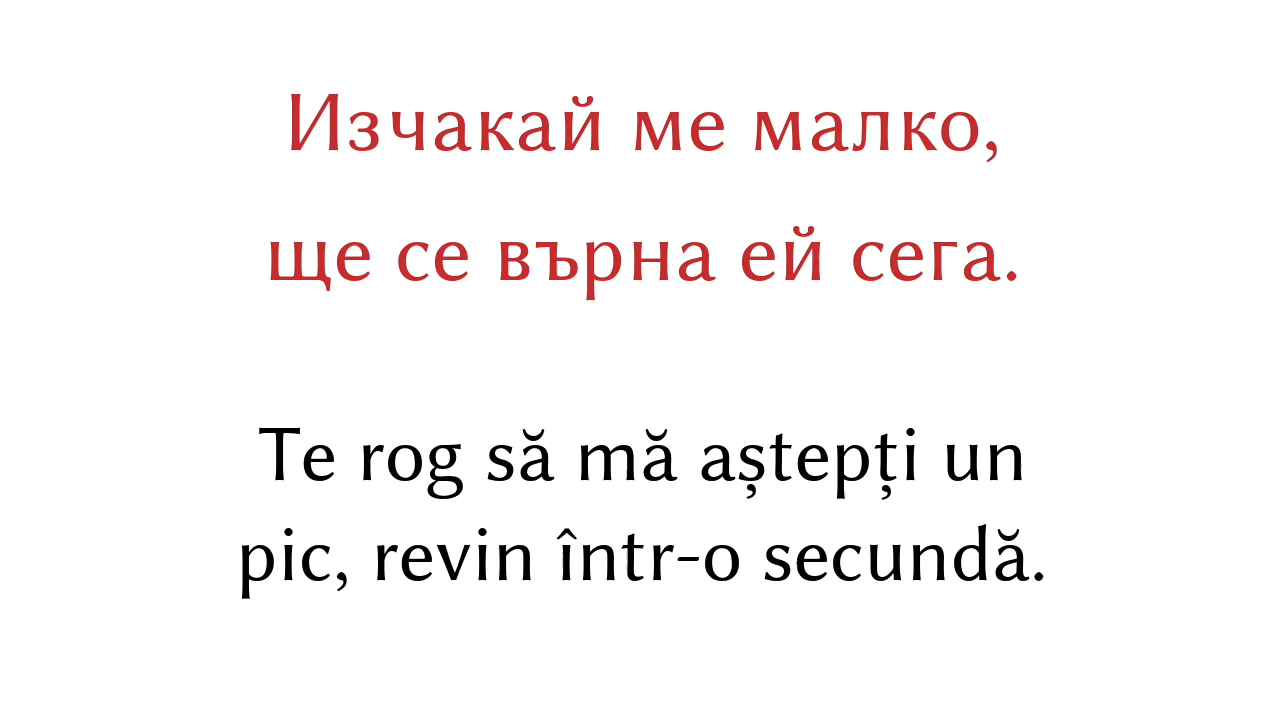 Изчакай ме малко,
ще се върна ей сега.
Te rog să mă aștepți un
pic, revin într-o secundă.